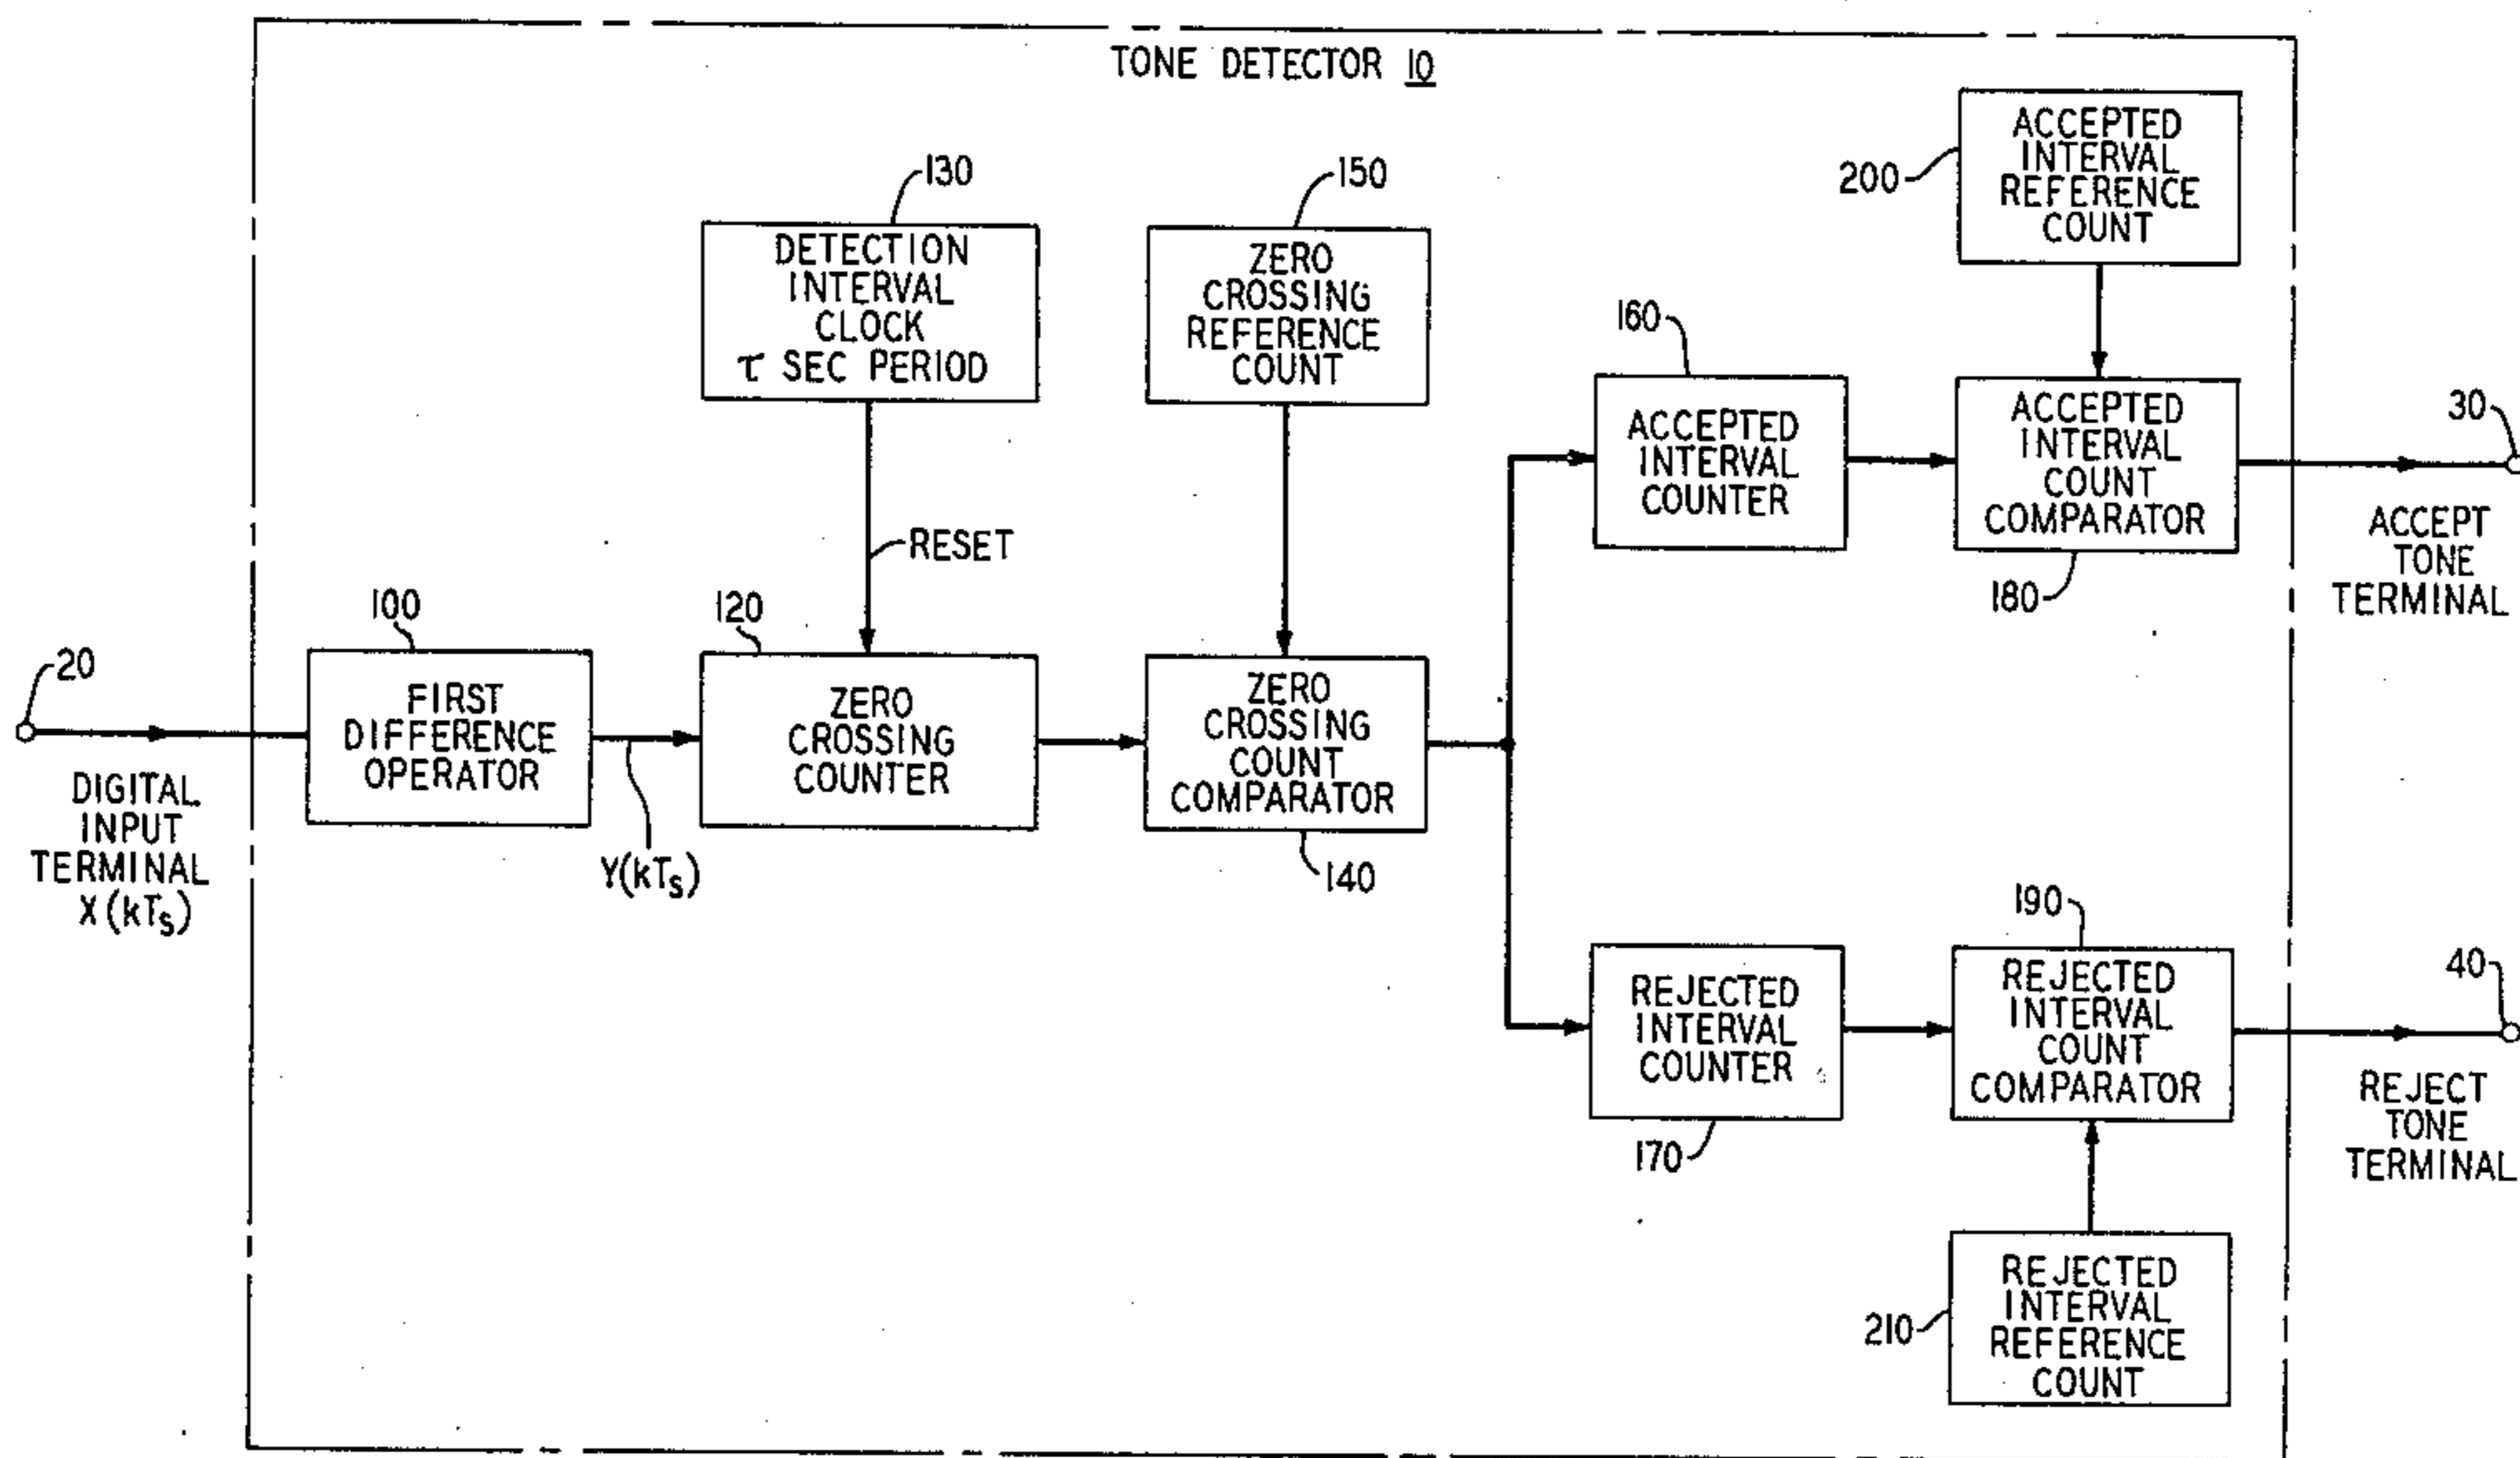 TONE DETECTOR 10
ACCEPTED
INTERVAL
REFERENCE
COUNT
200
130
150
DETECTION
INTERVAL
CLOCK
τ SEC PERIOD
ZERO
CROSSING
REFERENCE
COUNT
160
ACCEPTED
INTERVAL
COUNTER
ACCEPTED
INTERVAL
COUNT
COMPARATOR
180
30
ACCEPT
TONE
TERMINAL
RESET
20
100
120
FIRST
DIFFERENCE
OPERATOR
ZERO
CROSSING
COUNTER
ZERO
CROSSING
COUNT
COMPARATOR
140
DIGITAL
INPUT
TERMINAL
X(kTs)
Y(kTs)
190
40
REJECTED
INTERVAL
COUNTER
170
REJECTED
INTERVAL
COUNT
COMPARATOR
REJECT
TONE
TERMINAL
210
REJECTED
INTERVAL
REFERENCE
COUNT